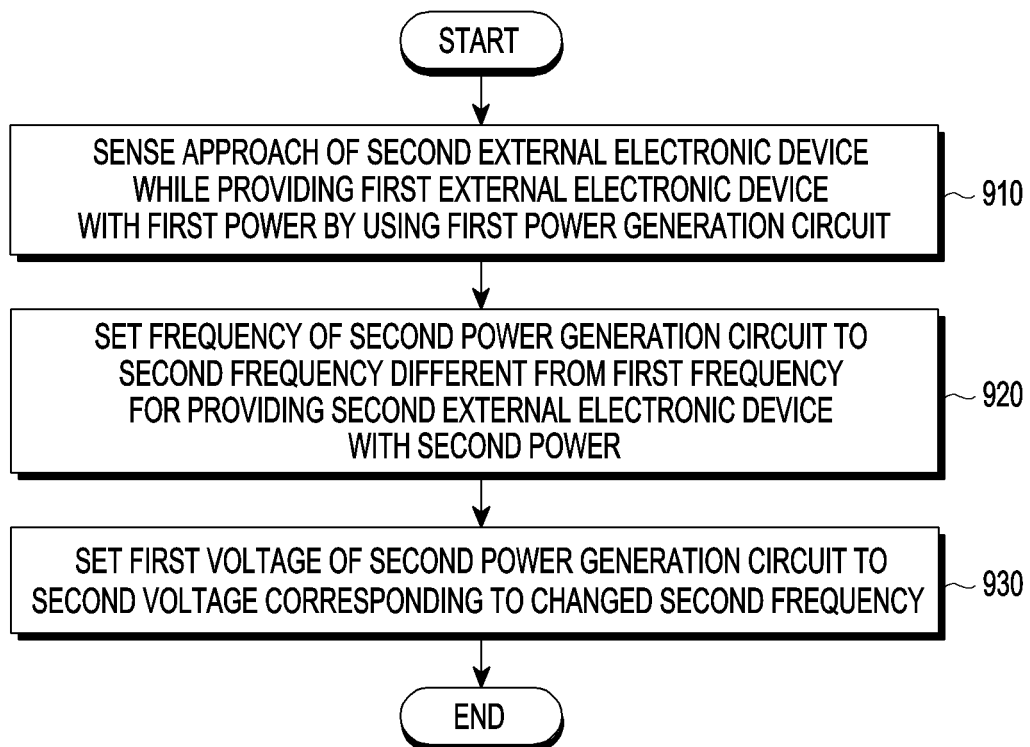 START
SENSE APPROACH OF SECOND EXTERNAL ELECTRONIC DEVICE
WHILE PROVIDING FIRST EXTERNAL ELECTRONIC DEVICE
WITH FIRST POWER BY USING FIRST POWER GENERATION CIRCUIT
910
SET FREQUENCY OF SECOND POWER GENERATION CIRCUIT TO
SECOND FREQUENCY DIFFERENT FROM FIRST FREQUENCY
FOR PROVIDING SECOND EXTERNAL ELECTRONIC DEVICE
WITH SECOND POWER
920
SET FIRST VOLTAGE OF SECOND POWER GENERATION CIRCUIT TO
SECOND VOLTAGE CORRESPONDING TO CHANGED SECOND FREQUENCY
930
END